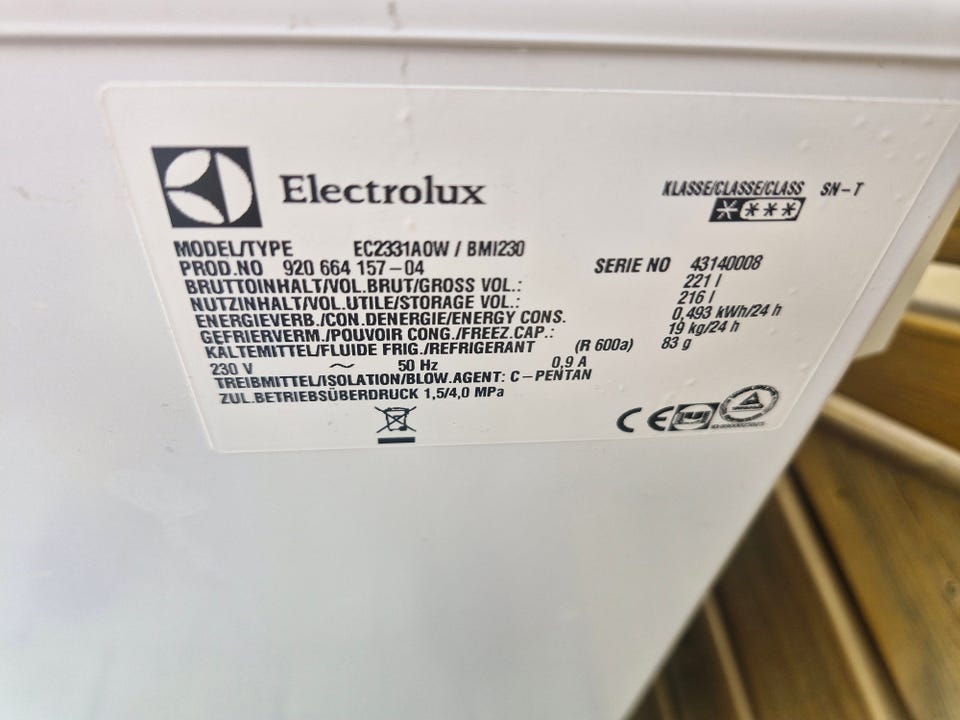 Electrolux
KLASSE/CLASSE/CLASS SN-T
MODEL/TYPE EC2331AOW / BMI230
PROD.NO 920 664 157-04 SERIE NO 43140008
BRUTTOINHALT/VOL.BRUT/GROSS VOL.: 221 l
NUTZINHALT/VOL.UTILE/STORAGE VOL.: 216 l
ENERGIEVERB./CON.DENERGIE/ENERGY CONS. 0,493 kWh/24 h
GEFRIERVERM./POUVOIR CONG./FREEZ.CAP.: 19 kg/24 h
KÄLTEMITTEL/FLUIDE FRIG./REFRIGERANT (R 600a) 83 g
230 V ~ 50 Hz 0,9 A
TREIBMITTEL/ISOLATION/BLOW.AGENT: C-PENTAN
ZUL.BETRIEBSÜBERDRUCK 1,5/4,0 MPa
CE